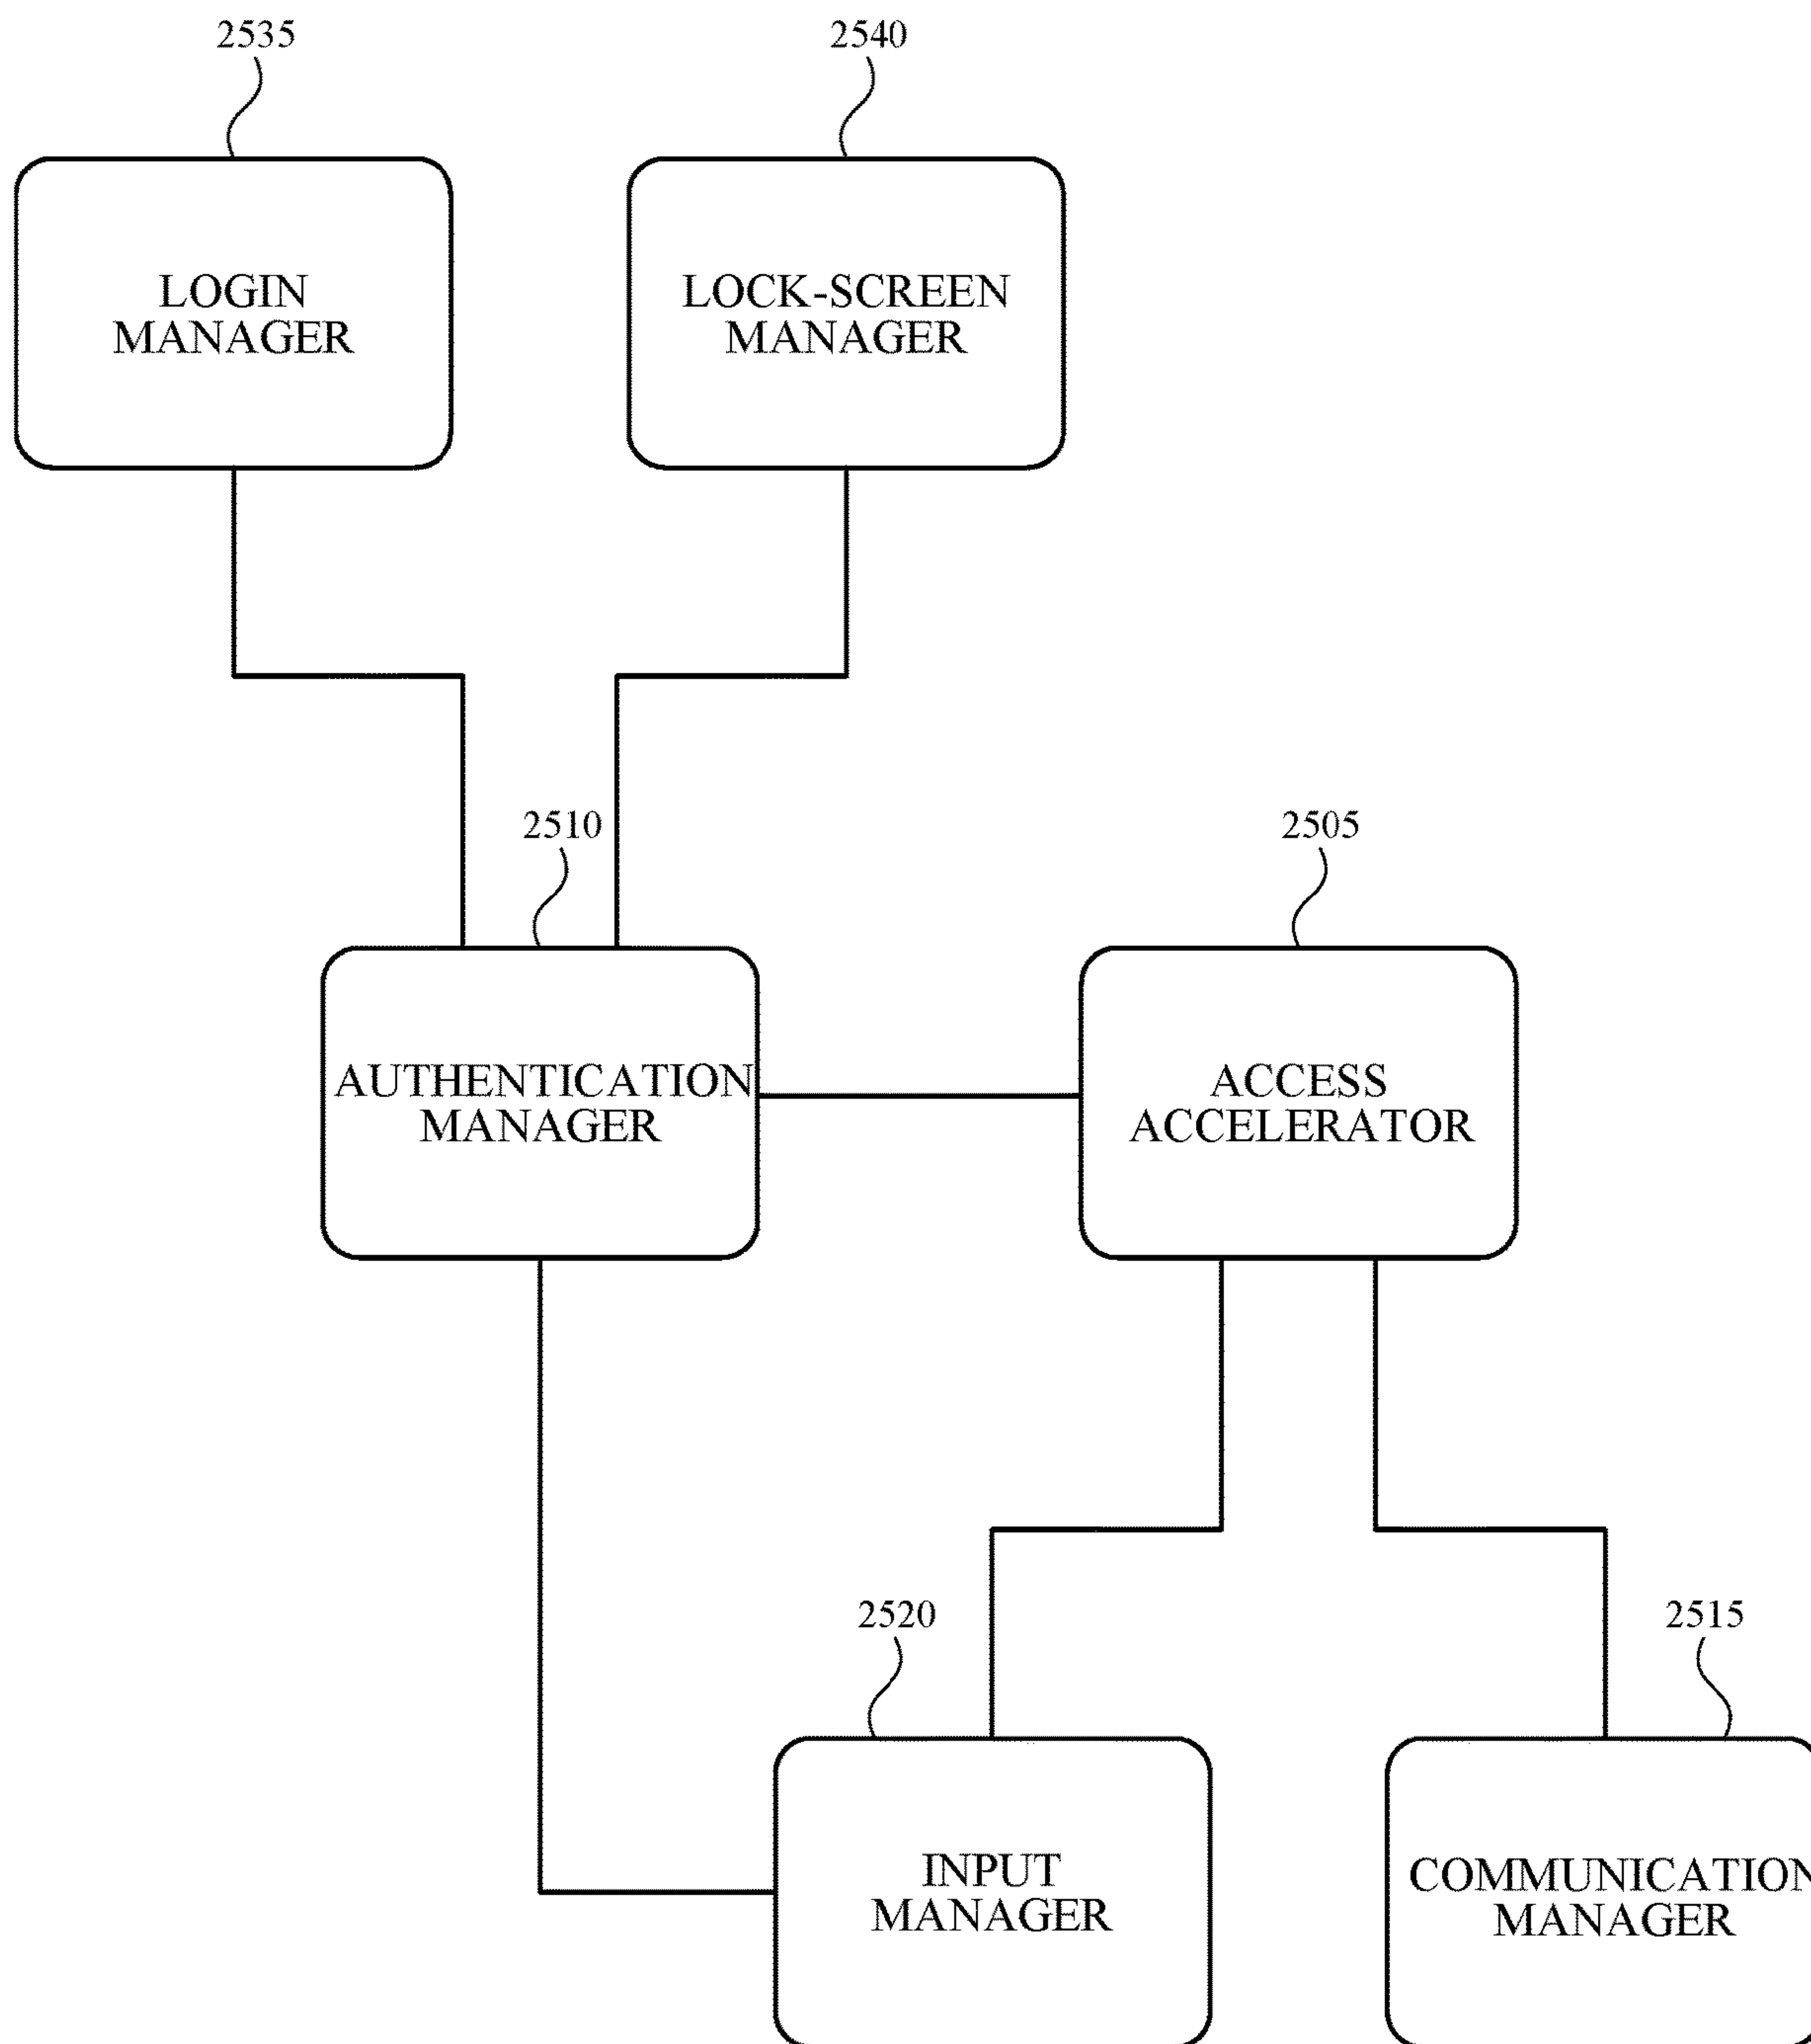 2535
2540
LOGIN
MANAGER
LOCK-SCREEN
MANAGER
2510
2505
AUTHENTICATION
MANAGER
ACCESS
ACCELERATOR
2520
2515
INPUT
MANAGER
COMMUNICATION
MANAGER